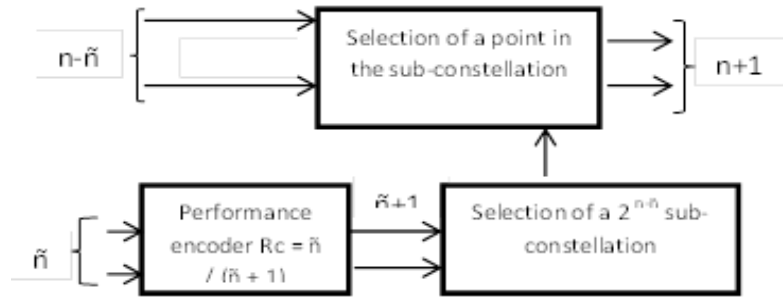 n-ñ
Selection of a point in
the sub-constellation
n+1
ñ
Performance
encoder Rc = ñ
/ (ñ + 1)
ñ+1
Selection of a 2^n-ñ sub-
constellation